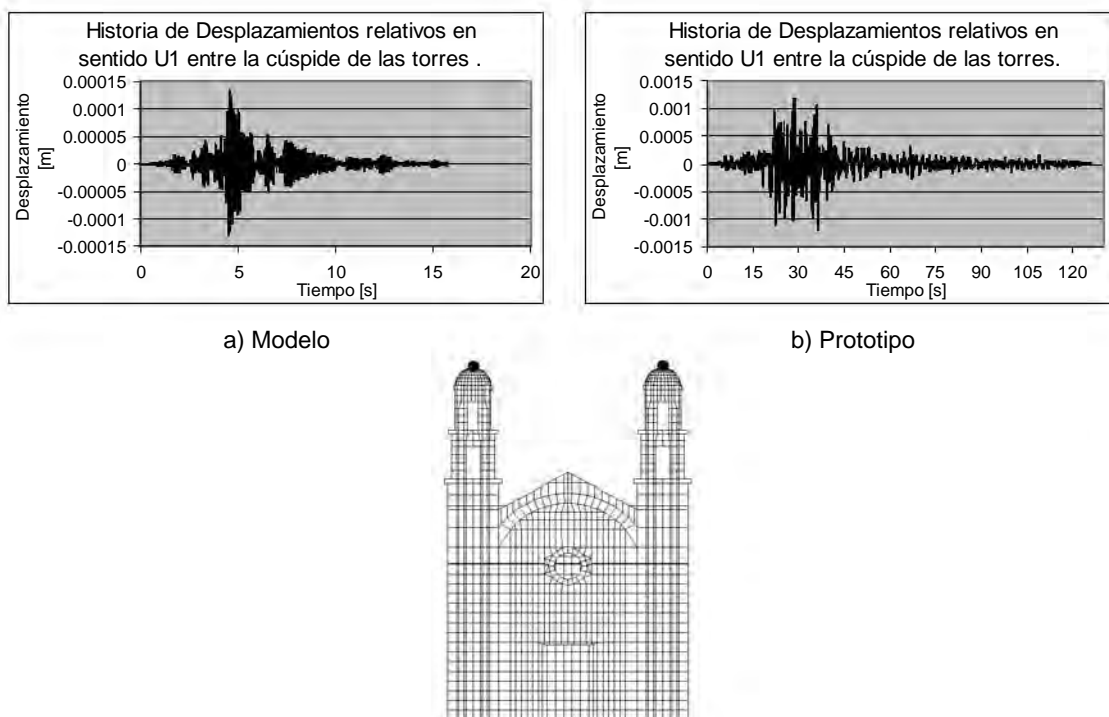 Historia de Desplazamientos relativos en
sentido U1 entre la cúspide de las torres .
Desplazamiento
[m]
0.00015
0.0001
0.00005
0
-0.00005
-0.0001
-0.00015
0 5 10 15 20
Tiempo [s]
a) Modelo
Historia de Desplazamientos relativos en
sentido U1 entre la cúspide de las torres.
Desplazamiento
[m]
0.0015
0.001
0.0005
0
-0.0005
-0.001
-0.0015
0 15 30 45 60 75 90 105 120
Tiempo [s]
b) Prototipo